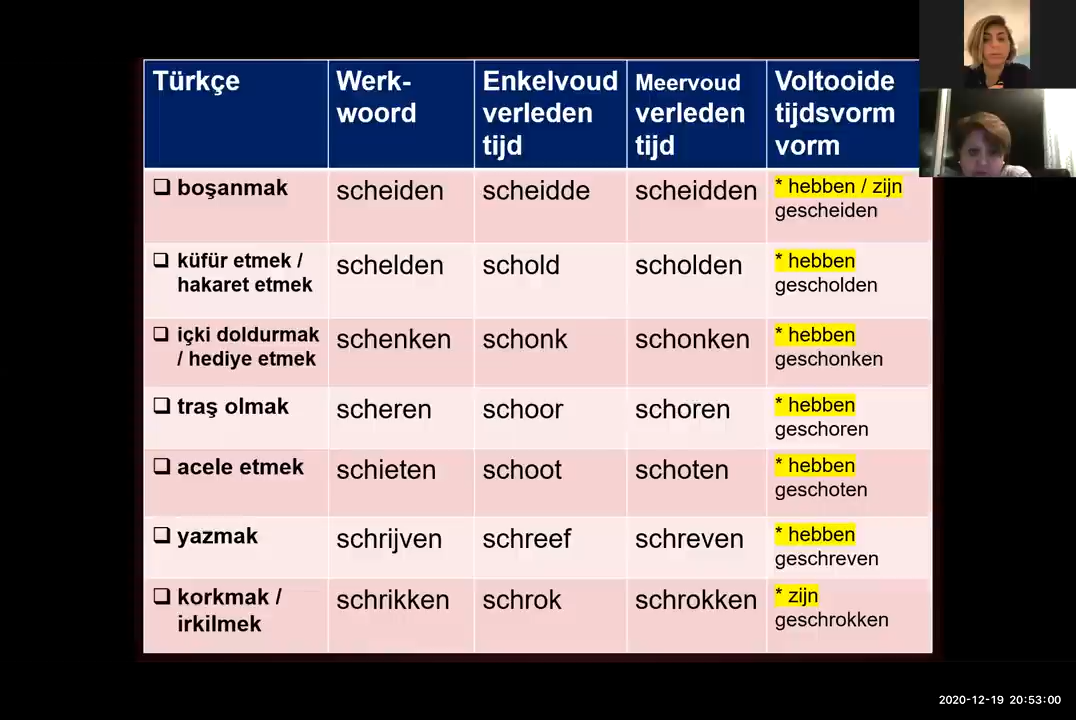 Türkçe
Werk-
woord
Enkelvoud
verleden
tijd
Meervoud
verleden
tijd
Voltooide
tijdsvorm
vorm
❑ boşanmak
scheiden
scheidde
scheidden
* hebben / zijn
gescheiden
❑ küfür etmek /
hakaret etmek
schelden
schold
scholden
* hebben
gescholden
❑ içki doldurmak
/ hediye etmek
schenken
schonk
schonken
* hebben
geschonken
❑ traş olmak
scheren
schoor
schoren
* hebben
geschoren
❑ acele etmek
schieten
schoot
schoten
* hebben
geschoten
❑ yazmak
schrijven
schreef
schreven
* hebben
geschreven
❑ korkmak /
irkilmek
schrikken
schrok
schrokken
* zijn
geschrokken
2020-12-19 20:53:00